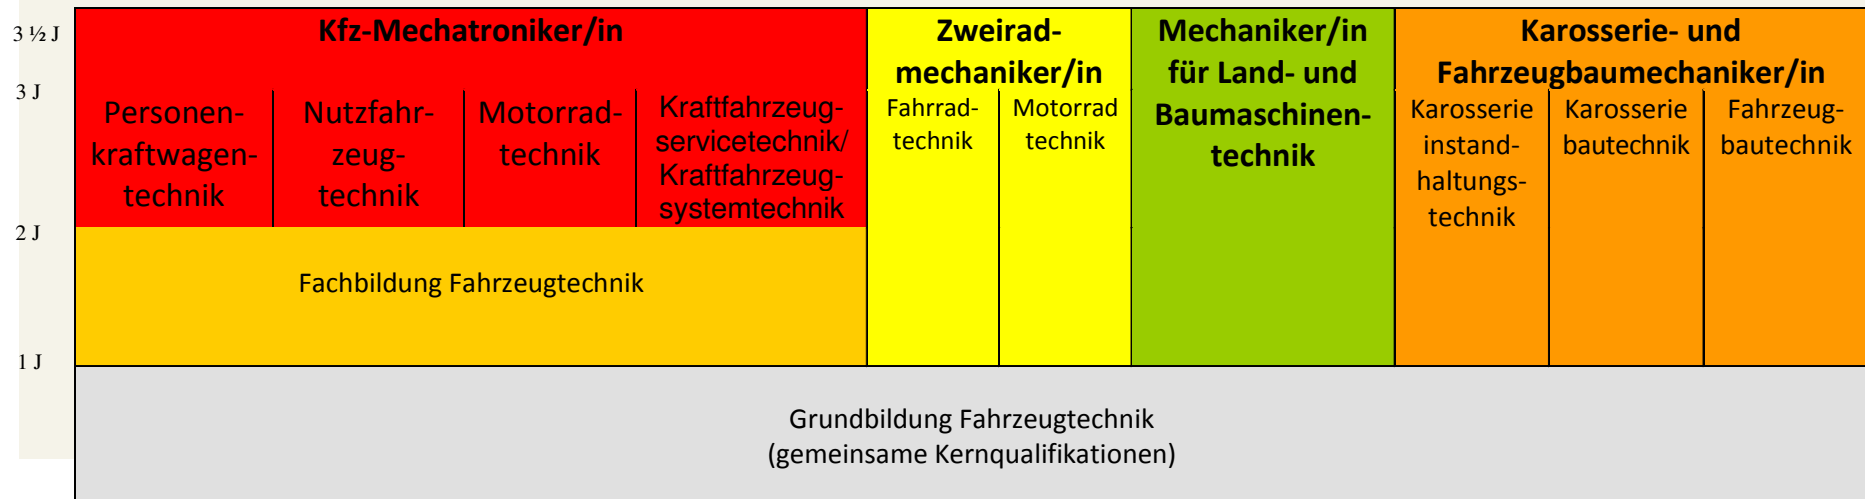 3 ½ J
Kfz-Mechatroniker/in
Zweirad-
mechaniker/in
Mechaniker/in
für Land- und
Baumaschinen-
technik
Karosserie- und
Fahrzeugbaumechaniker/in
3 J
Personen-
kraftwagen-
technik
Nutzfahr-
zeug-
technik
Motorrad-
technik
Kraftfahrzeug-
servicetechnik/
Kraftfahrzeug-
systemtechnik
Fahrrad-
technik
Motorrad
technik
Karosserie
instand-
haltungs-
technik
Karosserie
bautechnik
Fahrzeug-
bautechnik
2 J
Fachbildung Fahrzeugtechnik
1 J
Grundbildung Fahrzeugtechnik
(gemeinsame Kernqualifikationen)